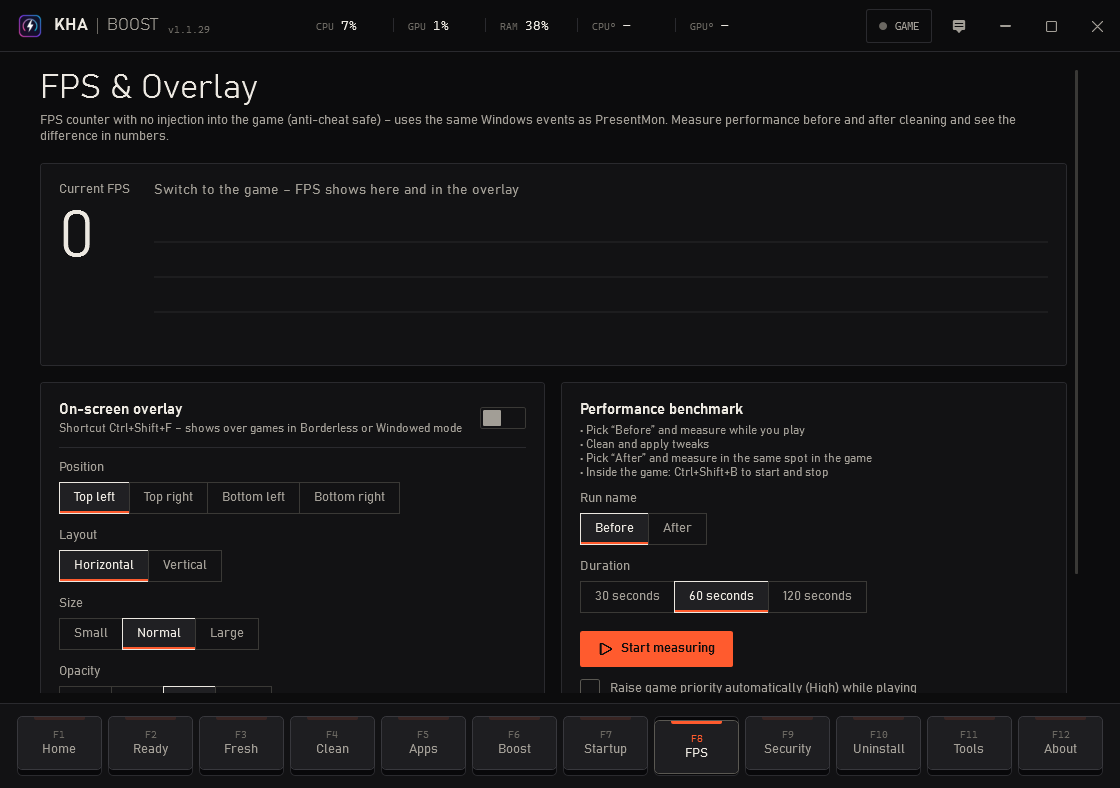 KHA | BOOST v1.1.29
CPU 7% GPU 1% RAM 38% CPU° – GPU° –
GAME
FPS & Overlay
FPS counter with no injection into the game (anti-cheat safe) – uses the same Windows events as PresentMon. Measure performance before and after cleaning and see the
difference in numbers.
Current FPS
0
Switch to the game – FPS shows here and in the overlay
On-screen overlay
Shortcut Ctrl+Shift+F – shows over games in Borderless or Windowed mode
Position
Top left Top right Bottom left Bottom right
Layout
Horizontal Vertical
Size
Small Normal Large
Opacity
Performance benchmark
• Pick “Before” and measure while you play
• Clean and apply tweaks
• Pick “After” and measure in the same spot in the game
• Inside the game: Ctrl+Shift+B to start and stop
Run name
Before After
Duration
30 seconds 60 seconds 120 seconds
Start measuring
Raise game priority automatically (High) while playing
F1 Home
F2 Ready
F3 Fresh
F4 Clean
F5 Apps
F6 Boost
F7 Startup
F8 FPS
F9 Security
F10 Uninstall
F11 Tools
F12 About